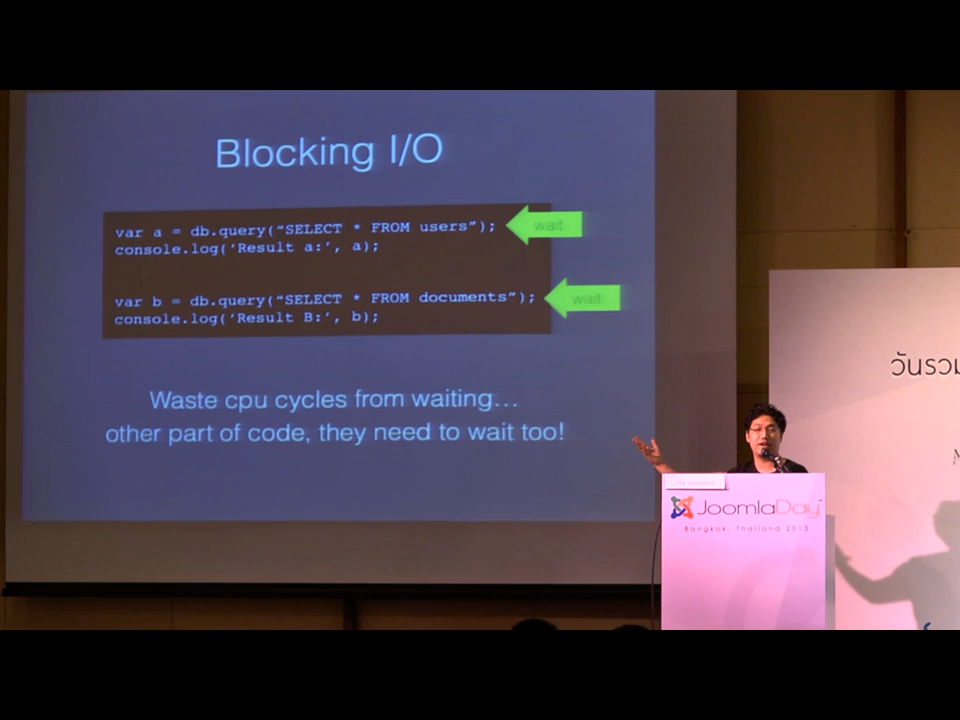 Blocking I/O
var a = db.query(“SELECT * FROM users”);
wait
console.log(‘Result a:’, a);
var b = db.query(“SELECT * FROM documents”);
wait
console.log(‘Result B:’, b);
Waste cpu cycles from waiting...
other part of code, they need to wait too!
วันรวม
M
JoomlaDay™
Bangkok, Thailand 2013